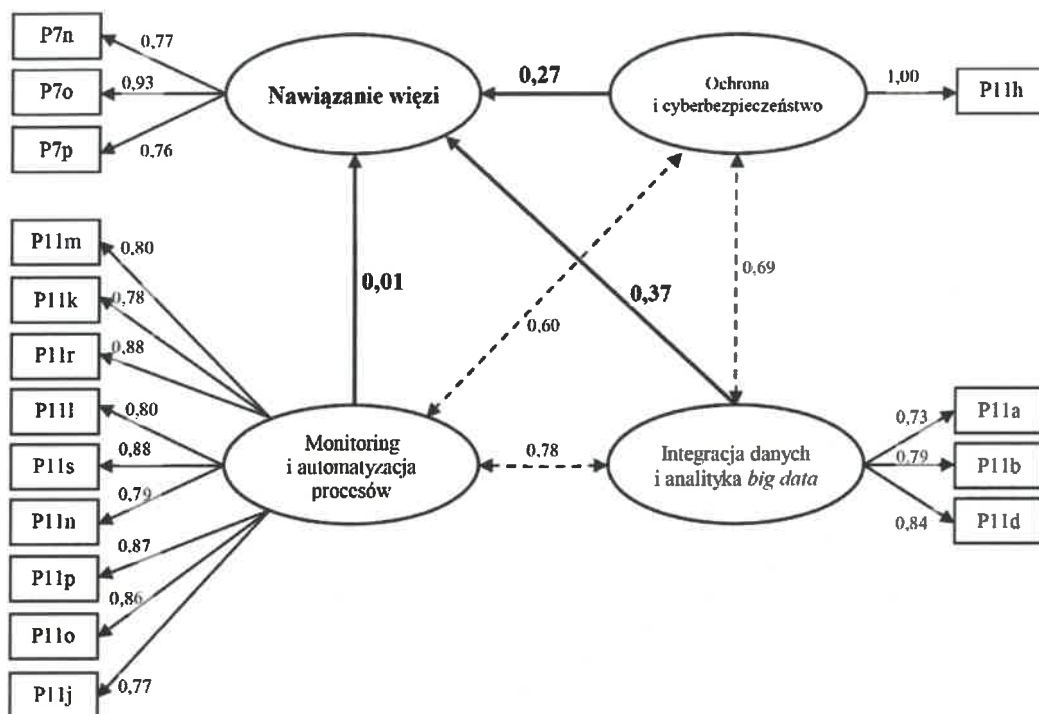 P7n
0,77
P7o
0,93
P7p
0,76
Nawiązanie więzi
0,27
Ochrona
i cyberbezpieczeństwo
1,00
P11h
P11m
0,80
P11k
0,78
P11r
0,88
P11l
0,80
P11s
0,88
P11n
0,79
P11p
0,87
P11o
0,86
P11j
0,77
0,01
0,60
0,37
0,69
Monitoring
i automatyzacja
procesów
0,78
Integracja danych
i analityka big data
0,73
P11a
0,79
P11b
0,84
P11d